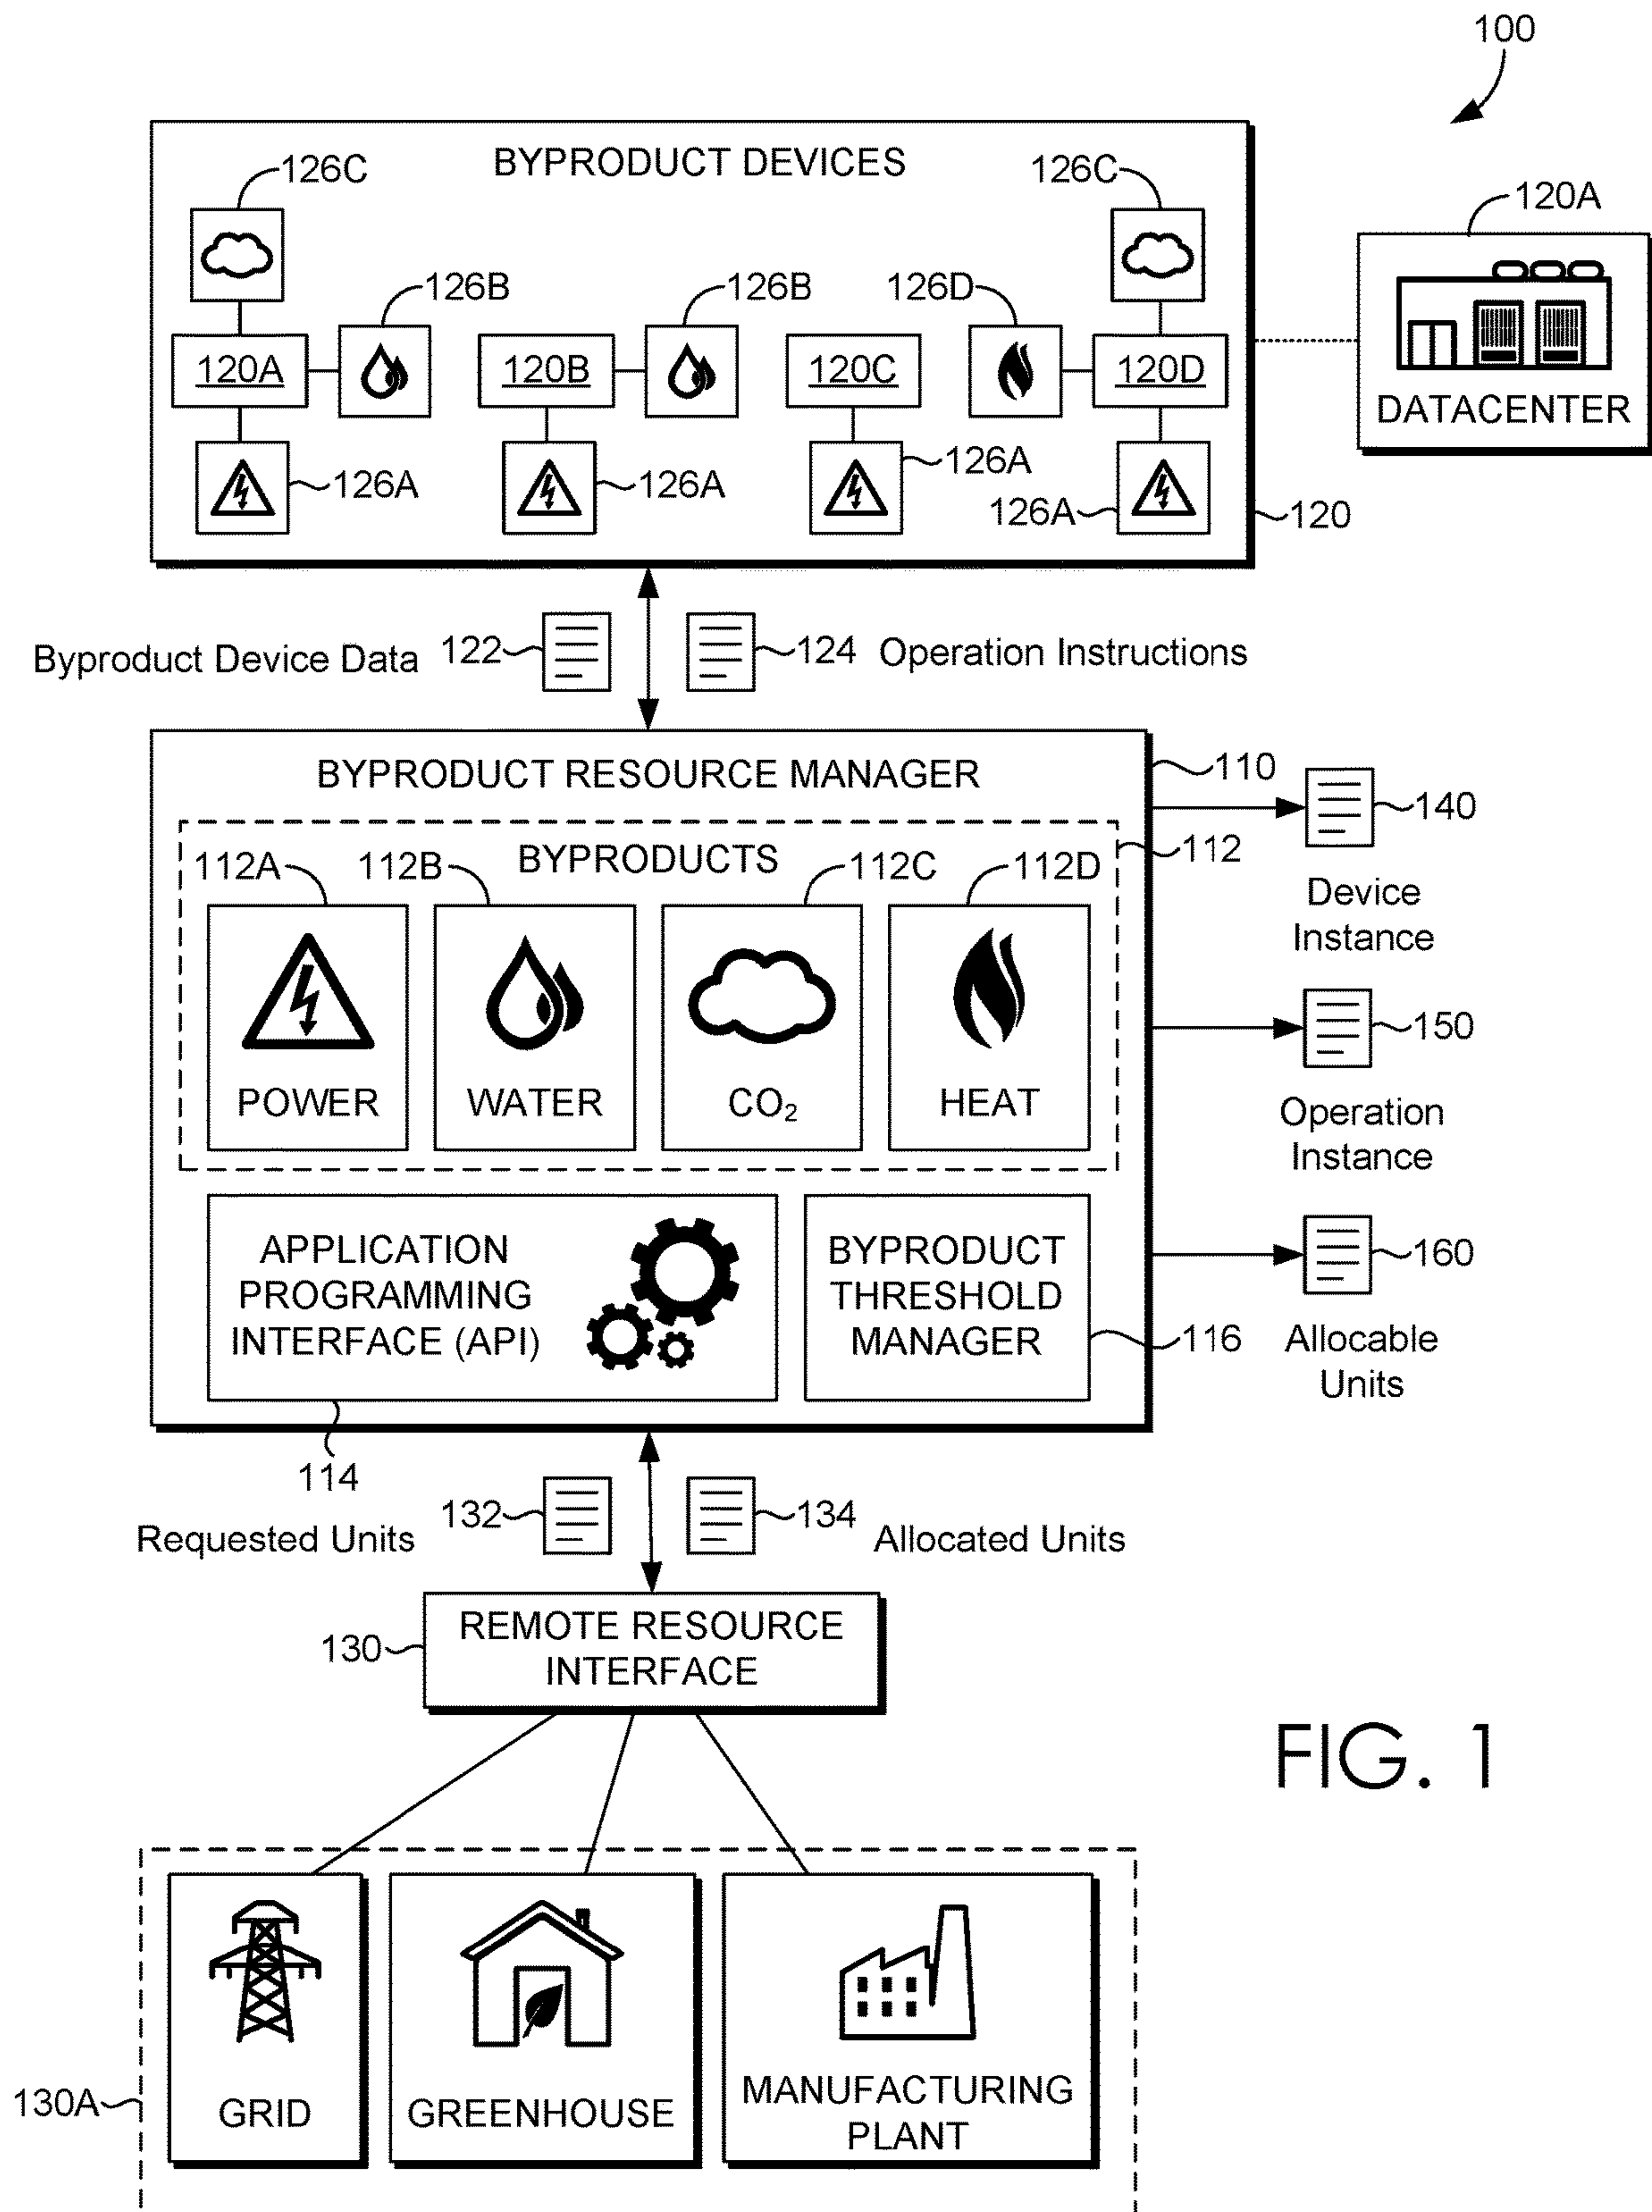 100
BYPRODUCT DEVICES
126C
126C
120A
126B
126B
126D
120A
120B
120C
120D
DATACENTER
126A
126A
126A
126A
120
Byproduct Device Data
122
124
Operation Instructions
BYPRODUCT RESOURCE MANAGER
110
140
Device
Instance
BYPRODUCTS
112
112A
112B
112C
112D
POWER
WATER
CO₂
HEAT
150
Operation
Instance
APPLICATION
PROGRAMMING
INTERFACE (API)
BYPRODUCT
THRESHOLD
MANAGER
116
160
Allocable
Units
114
Requested Units
132
134
Allocated Units
130
REMOTE RESOURCE
INTERFACE
FIG. 1
130A
GRID
GREENHOUSE
MANUFACTURING
PLANT